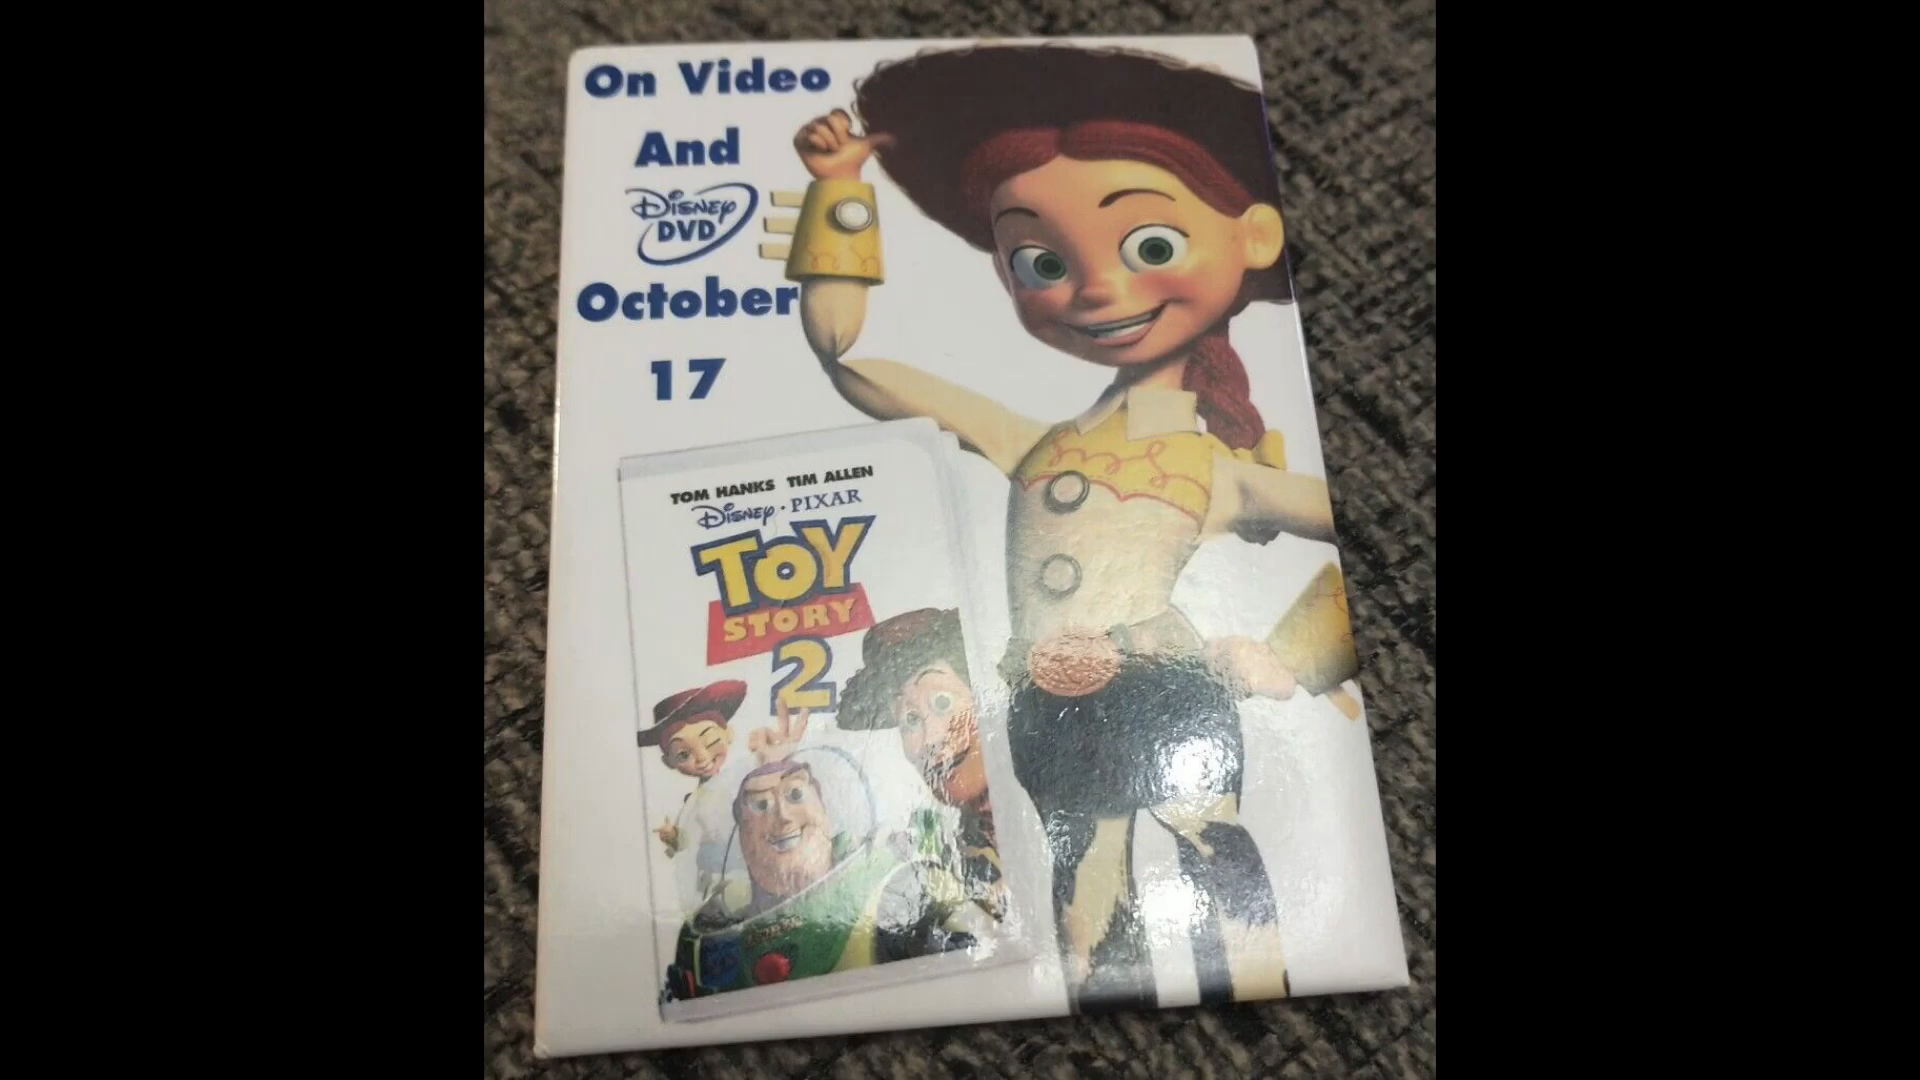 On Video
And
Disney
DVD
October
17
TOM HANKS TIM ALLEN
Disney · PIXAR
TOY
STORY
2